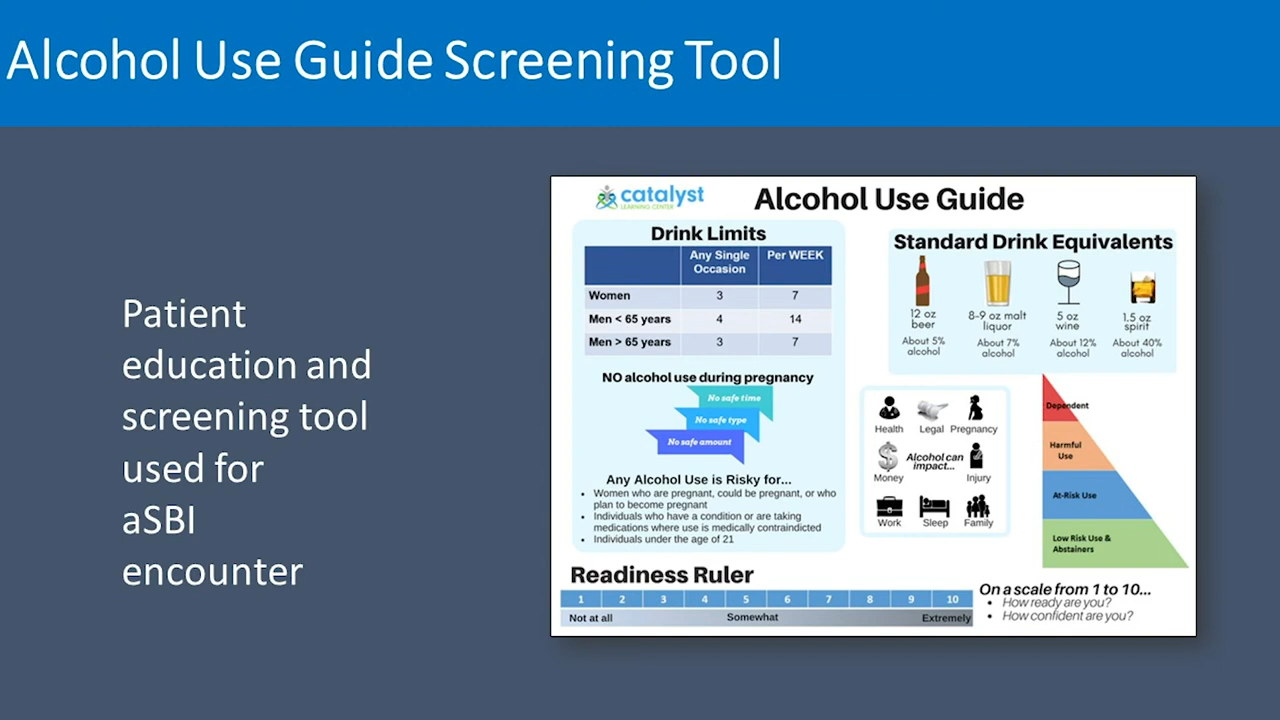 Alcohol Use Guide Screening Tool
Patient
education and
screening tool
used for
aSBI
encounter
catalyst
LEARNING CENTER
Alcohol Use Guide
Drink Limits
Any Single
Occasion
Per WEEK
Women 3 7
Men < 65 years 4 14
Men > 65 years 3 7
NO alcohol use during pregnancy
No safe time
No safe type
No safe amount
Any Alcohol Use is Risky for...
• Women who are pregnant, could be pregnant, or who
plan to become pregnant
• Individuals who have a condition or are taking
medications where use is medically contraindicted
• Individuals under the age of 21
Standard Drink Equivalents
12 oz
beer
About 5%
alcohol
8-9 oz malt
liquor
About 7%
alcohol
5 oz
wine
About 12%
alcohol
1.5 oz
spirit
About 40%
alcohol
Health
Legal
Pregnancy
Money
Alcohol can
impact...
Injury
Work
Sleep
Family
Dependent
Harmful
Use
At-Risk Use
Low Risk Use &
Abstainers
Readiness Ruler
1 2 3 4 5 6 7 8 9 10
Not at all Somewhat Extremely
On a scale from 1 to 10...
• How ready are you?
• How confident are you?